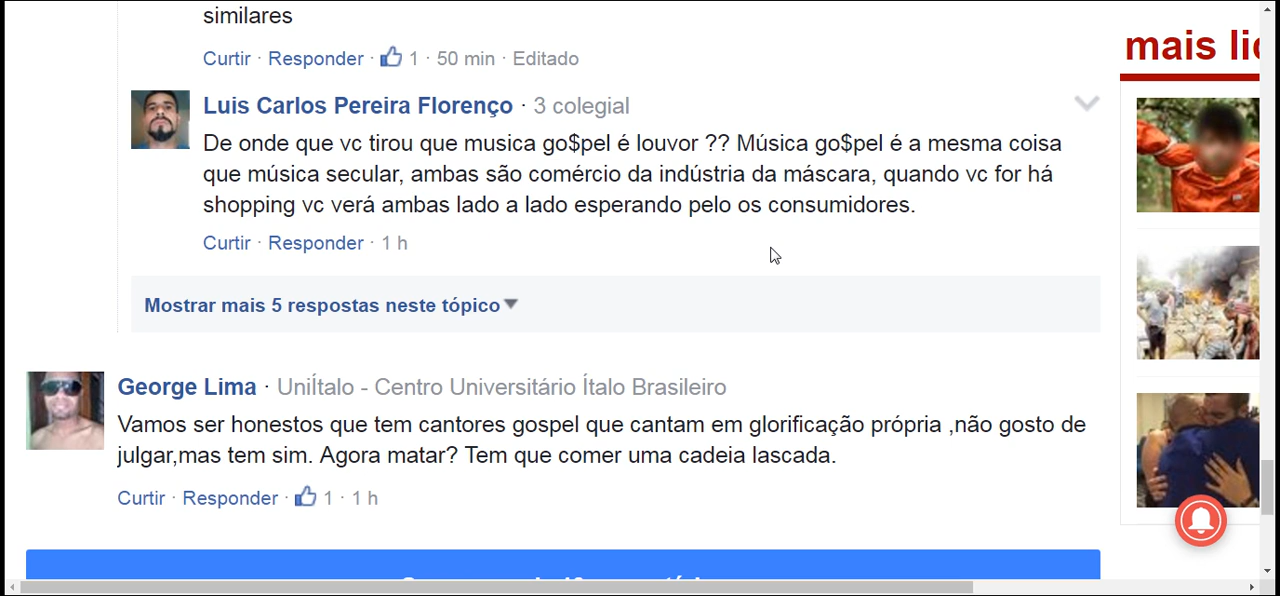 similares
Curtir · Responder · 1 · 50 min · Editado
mais
Luis Carlos Pereira Florenço · 3 colegial
De onde que vc tirou que musica go$pel é louvor ?? Música go$pel é a mesma coisa
que música secular, ambas são comércio da indústria da máscara, quando vc for há
shopping vc verá ambas lado a lado esperando pelo os consumidores.
Curtir · Responder · 1 h
Mostrar mais 5 respostas neste tópico
George Lima · UniÍtalo - Centro Universitário Ítalo Brasileiro
Vamos ser honestos que tem cantores gospel que cantam em glorificação própria ,não gosto de
julgar,mas tem sim. Agora matar? Tem que comer uma cadeia lascada.
Curtir · Responder · 1 · 1 h